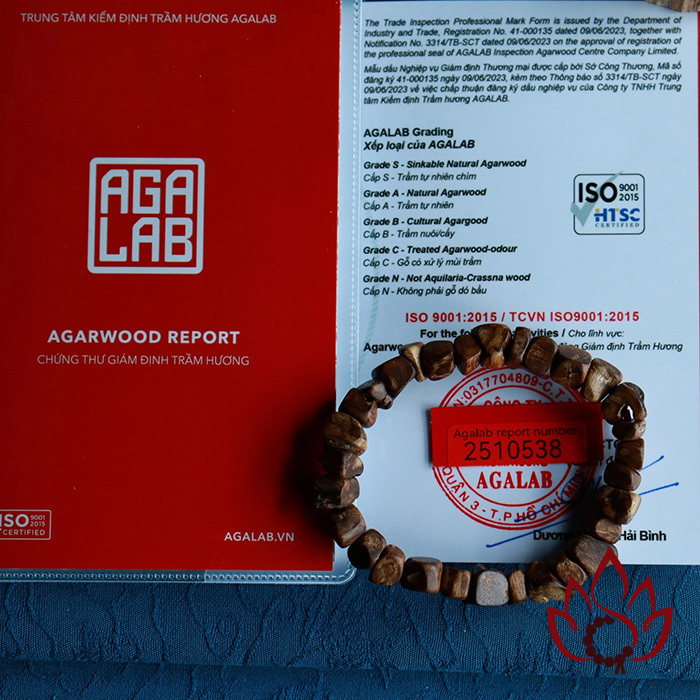 TRUNG TÂM KIỂM ĐỊNH TRẦM HƯƠNG AGALAB
AGA
LAB
AGARWOOD REPORT
CHỨNG THƯ GIÁM ĐỊNH TRẦM HƯƠNG
ISO 9001 2015
CERTIFIED
AGALAB.VN
The Trade Inspection Professional Mark Form is issued by the Department of
Industry and Trade, Registration No. 41-000135 dated 09/06/2023, together with
Notification No. 3314/TB-SCT dated 09/06/2023 on the approval of registration of
the professional seal of AGALAB Inspection Agarwood Centre Company Limited.
Mẫu dấu Nghiệp vụ Giám định Thương mại được cấp bởi Sở Công Thương, Mã số
đăng ký 41-000135 ngày 09/06/2023, kèm theo Thông báo số 3314/TB-SCT ngày
09/06/2023 về việc chấp thuận đăng ký dấu nghiệp vụ của Công ty TNHH Trung
tâm Kiểm định Trầm hương AGALAB.
AGALAB Grading
Xếp loại của AGALAB
Grade S - Sinkable Natural Agarwood
Cấp S - Trầm tự nhiên chìm
Grade A - Natural Agarwood
Cấp A - Trầm tự nhiên
Grade B - Cultural Agargood
Cấp B - Trầm nuôi/cấy
Grade C - Treated Agarwood-odour
Cấp C - Gỗ có xử lý mùi trầm
Grade N - Not Aquilaria-Crassna wood
Cấp N - Không phải gỗ dó bầu
ISO 9001 2015
HTSC
CERTIFIED
ISO 9001:2015 / TCVN ISO9001:2015
For the / Cho lĩnh vực:
Giám định Trầm Hương
0317704809-C.T
Agalab report number
2510538
AGALAB
QUẬN 3 - T.P HỒ CHÍ MINH
Hải Bình